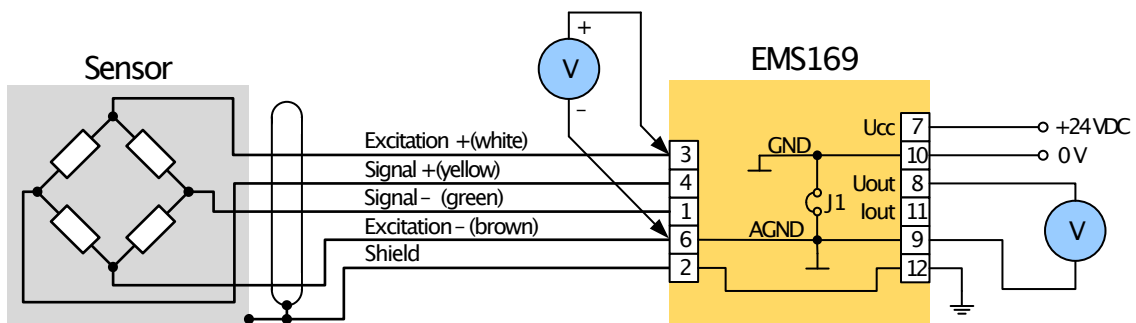 Sensor
+
V
−
EMS169
Excitation +(white)
Signal +(yellow)
Signal − (green)
Excitation − (brown)
Shield
3
4
1
6
2
GND
J1
AGND
Ucc
Uout
Iout
7
10
8
11
9
12
+24 VDC
0 V
V